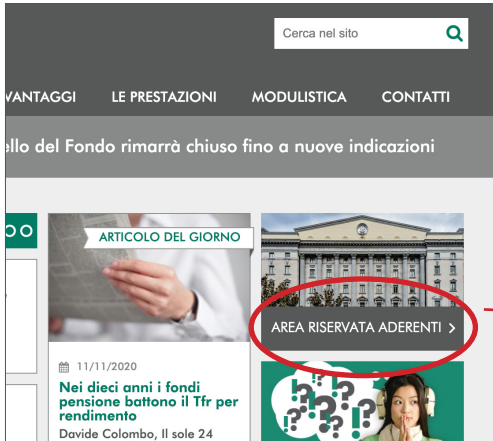 Cerca nel sito
VANTAGGI LE PRESTAZIONI MODULISTICA CONTATTI
del Fondo rimarrà chiuso fino a nuove indicazioni
ARTICOLO DEL GIORNO
AREA RISERVATA ADERENTI >
11/11/2020
Nei dieci anni i fondi
pensione battono il Tfr per
rendimento
Davide Colombo, Il sole 24